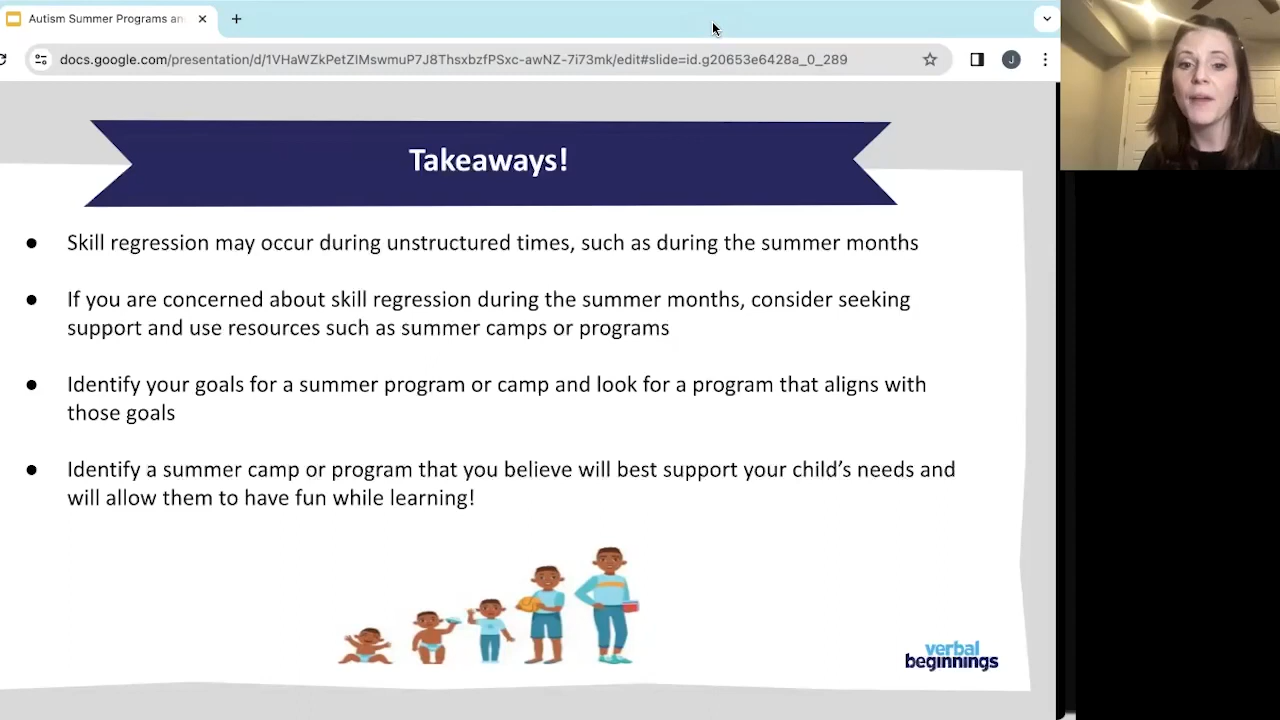 Autism Summer Programs an
docs.google.com/presentation/d/1VHaWZkPetZIMswmuP7J8ThsxbzfPSxc-awNZ-7i73mk/edit#slide=id.g20653e6428a_0_289
J
Takeaways!
● Skill regression may occur during unstructured times, such as during the summer months
● If you are concerned about skill regression during the summer months, consider seeking
support and use resources such as summer camps or programs
● Identify your goals for a summer program or camp and look for a program that aligns with
those goals
● Identify a summer camp or program that you believe will best support your child’s needs and
will allow them to have fun while learning!
verbal
beginnings